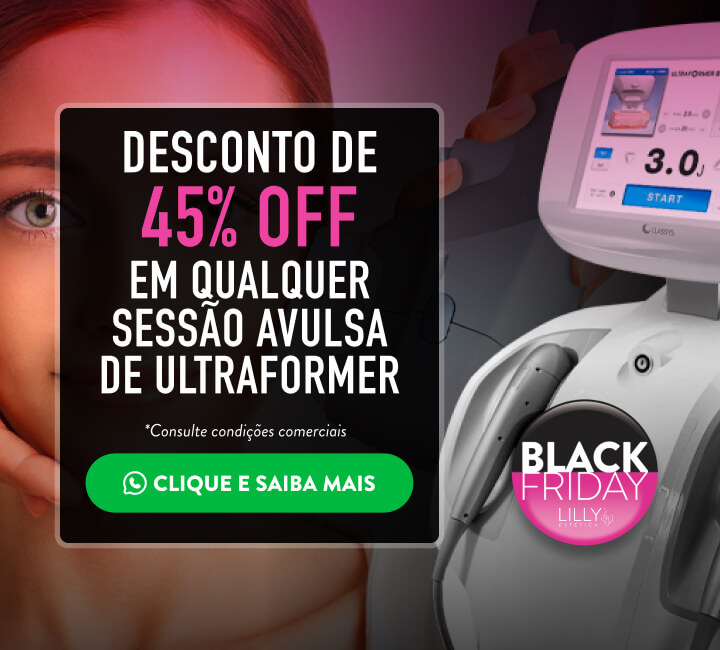 DESCONTO DE
45% OFF
EM QUALQUER
SESSÃO AVULSA
DE ULTRAFORMER
*Consulte condições comerciais
CLIQUE E SAIBA MAIS
ULTRAFORMER
3.0J
START
CLASSYS
BLACK
FRIDAY
LILLY
ESTÉTICA